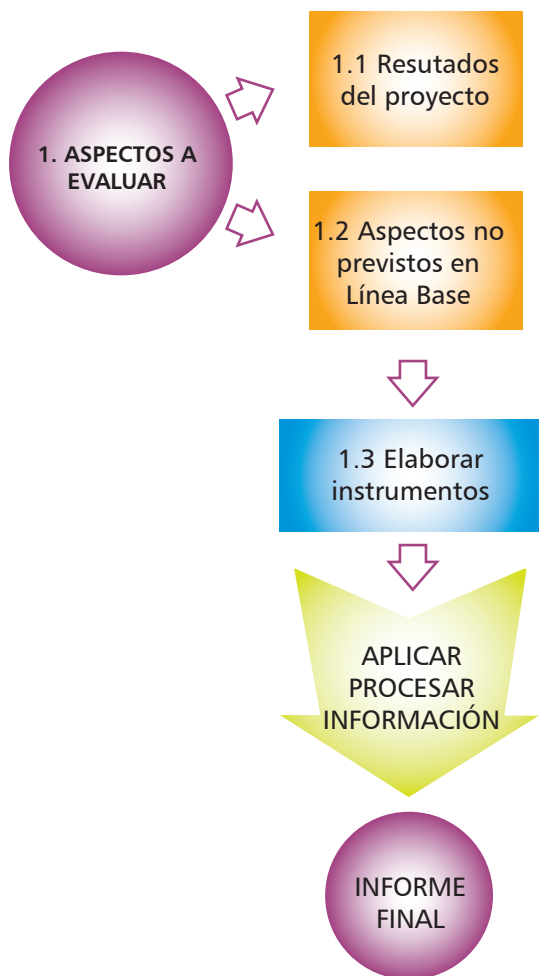 1. ASPECTOS A
EVALUAR
1.1 Resutados
del proyecto
1.2 Aspectos no
previstos en
Línea Base
1.3 Elaborar
instrumentos
APLICAR
PROCESAR
INFORMACIÓN
INFORME
FINAL